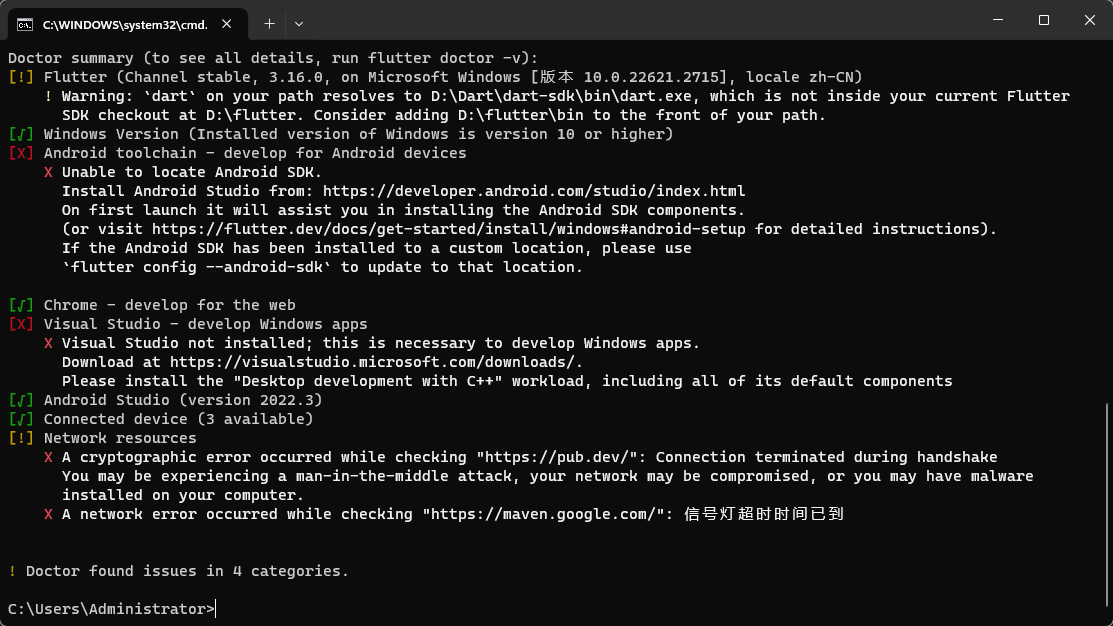 C:\WINDOWS\system32\cmd.
Doctor summary (to see all details, run flutter doctor -v):
[!] Flutter (Channel stable, 3.16.0, on Microsoft Windows [版本 10.0.22621.2715], locale zh-CN)
! Warning: `dart` on your path resolves to D:\Dart\dart-sdk\bin\dart.exe, which is not inside your current Flutter
SDK checkout at D:\flutter. Consider adding D:\flutter\bin to the front of your path.
[√] Windows Version (Installed version of Windows is version 10 or higher)
[X] Android toolchain - develop for Android devices
X Unable to locate Android SDK.
Install Android Studio from: https://developer.android.com/studio/index.html
On first launch it will assist you in installing the Android SDK components.
(or visit https://flutter.dev/docs/get-started/install/windows#android-setup for detailed instructions).
If the Android SDK has been installed to a custom location, please use
`flutter config --android-sdk` to update to that location.
[√] Chrome - develop for the web
[X] Visual Studio - develop Windows apps
X Visual Studio not installed; this is necessary to develop Windows apps.
Download at https://visualstudio.microsoft.com/downloads/.
Please install the "Desktop development with C++" workload, including all of its default components
[√] Android Studio (version 2022.3)
[√] Connected device (3 available)
[!] Network resources
X A cryptographic error occurred while checking "https://pub.dev/": Connection terminated during handshake
You may be experiencing a man-in-the-middle attack, your network may be compromised, or you may have malware
installed on your computer.
X A network error occurred while checking "https://maven.google.com/": 信号灯超时时间已到
! Doctor found issues in 4 categories.
C:\Users\Administrator>